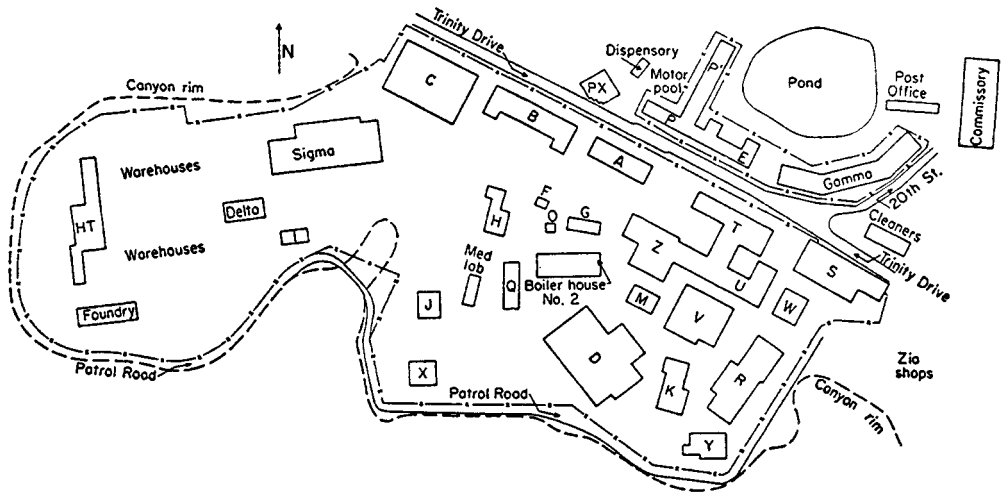 N
Trinity Drive
Dispensary
Motor
pool
P'
PX
P
Pond
Post
Office
Commissary
Canyon rim
C
B
A
E
Gamma
20th St.
Sigma
Warehouses
HT
Delta
I
Warehouses
Foundry
Patrol Road
H
F
O
G
Med
lab
Q
Boiler house
No. 2
Z
T
U
Cleaners
Trinity Drive
S
W
J
M
V
D
X
K
R
Y
Patrol Road
Zia
shops
Canyon rim